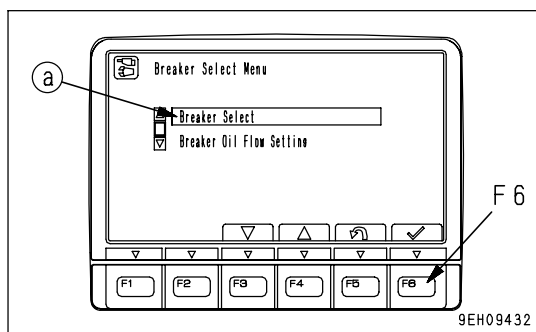 Breaker Select Menu
a
Breaker Select
Breaker Oil Flow Setting
F6
F1 F2 F3 F4 F5 F6
9EH09432